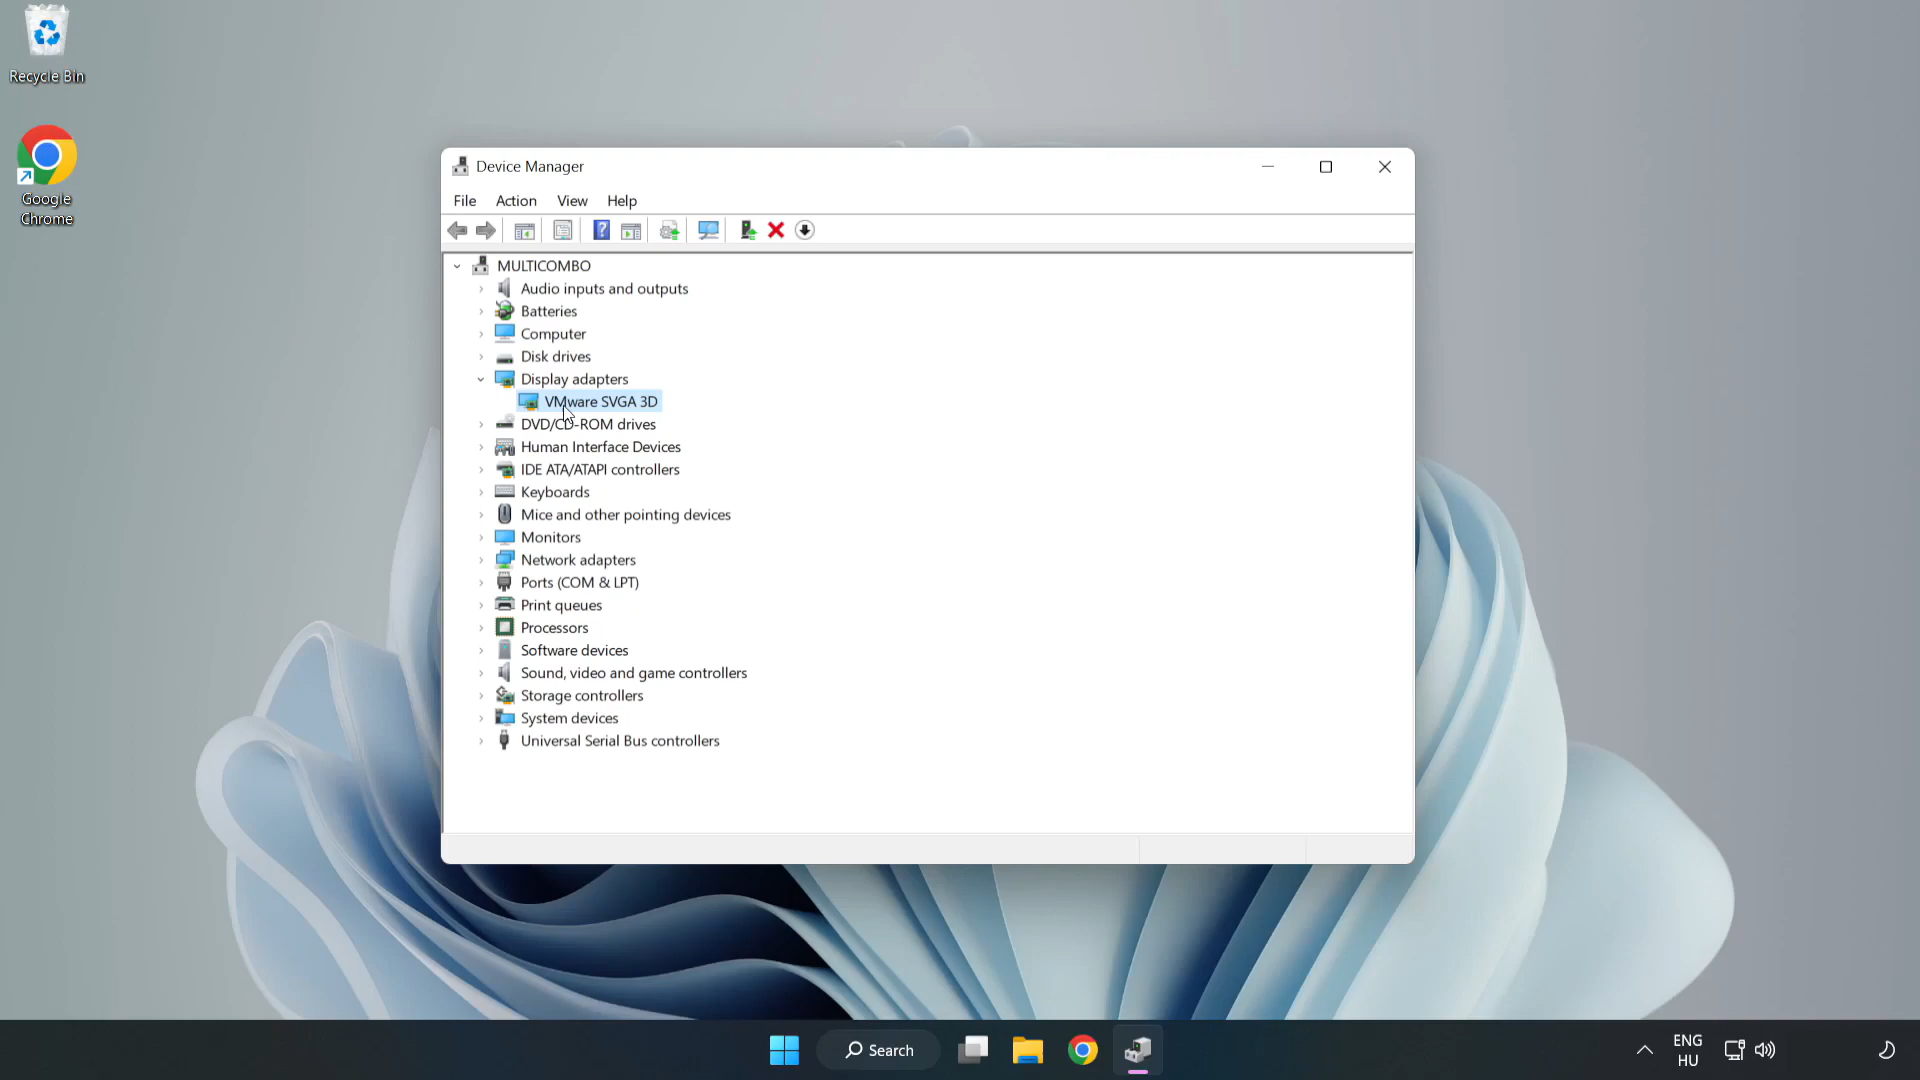 Recycle Bin
Google
Chrome
Device Manager
File Action View Help
MULTICOMBO
Audio inputs and outputs
Batteries
Computer
Disk drives
Display adapters
VMware SVGA 3D
DVD/CD-ROM drives
Human Interface Devices
IDE ATA/ATAPI controllers
Keyboards
Mice and other pointing devices
Monitors
Network adapters
Ports (COM & LPT)
Print queues
Processors
Software devices
Sound, video and game controllers
Storage controllers
System devices
Universal Serial Bus controllers
Search
ENG
HU